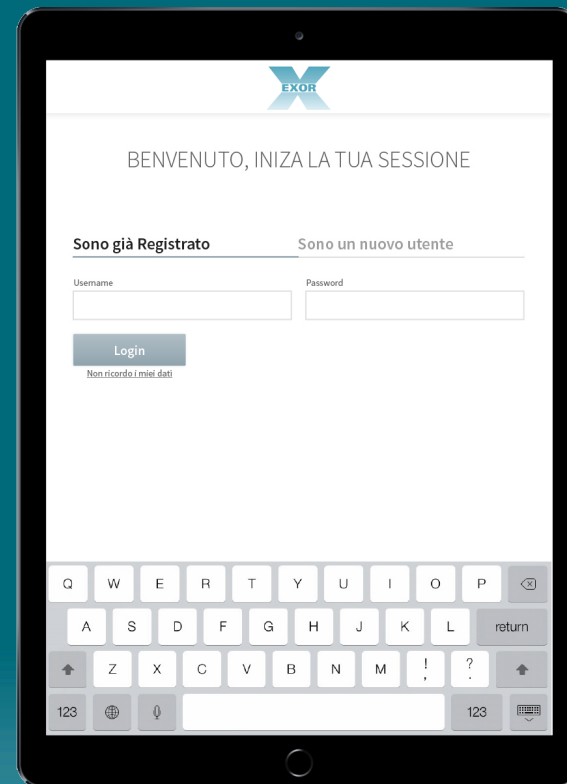 EXOR
BENVENUTO, INIZA LA TUA SESSIONE
Sono già Registrato Sono un nuovo utente
Username Password
Login
Non ricordo i miei dati
Q W E R T Y U I O P
A S D F G H J K L return
Z X C V B N M ! , ? .
123 123